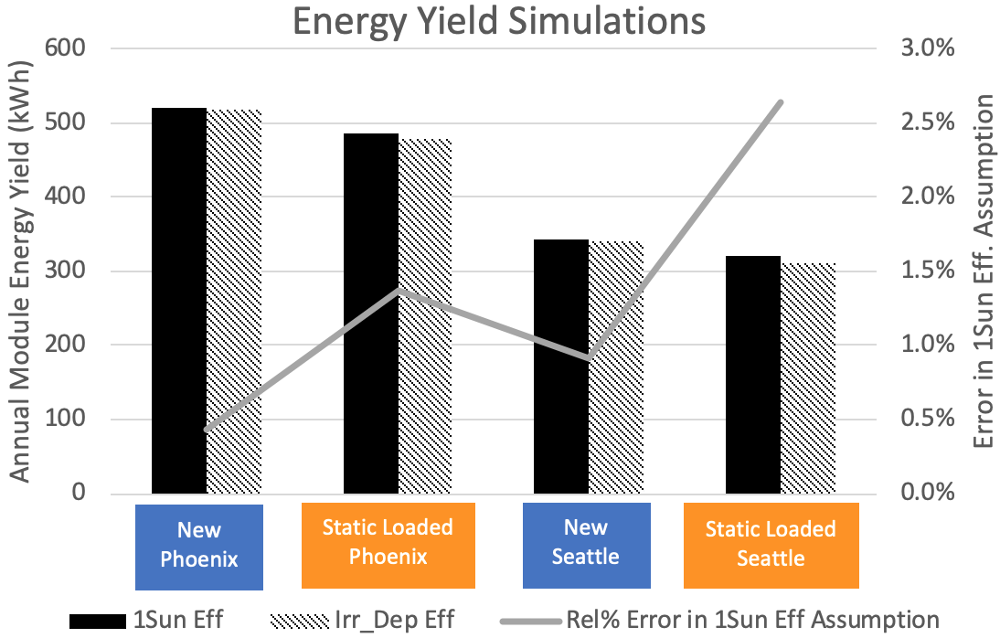 Energy Yield Simulations
Annual Module Energy Yield (kWh)
600
500
400
300
200
100
0
3.0%
2.5%
2.0%
1.5%
1.0%
0.5%
0.0%
Error in 1Sun Eff. Assumption
New
Phoenix
Static Loaded
Phoenix
New
Seattle
Static Loaded
Seattle
1Sun Eff
Irr_Dep Eff
Rel% Error in 1Sun Eff Assumption